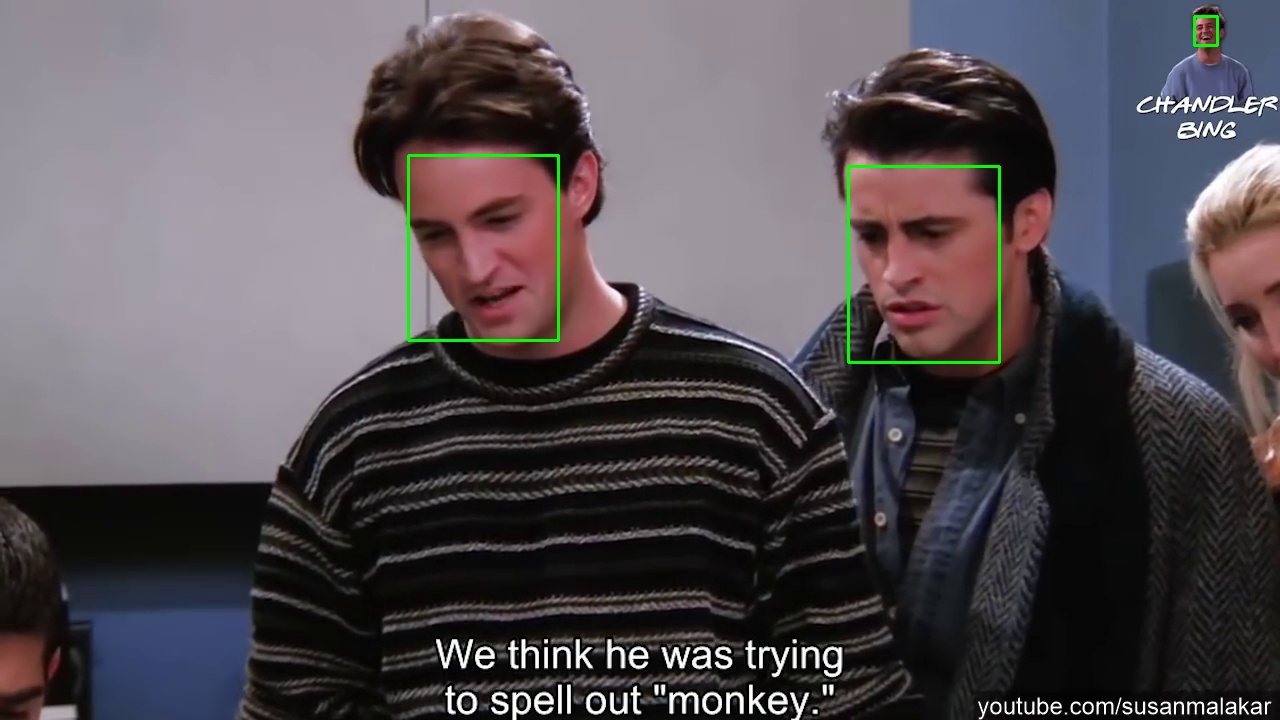 CHANDLER
BING
We think he was trying
to spell out "monkey."
youtube.com/susanmalakar